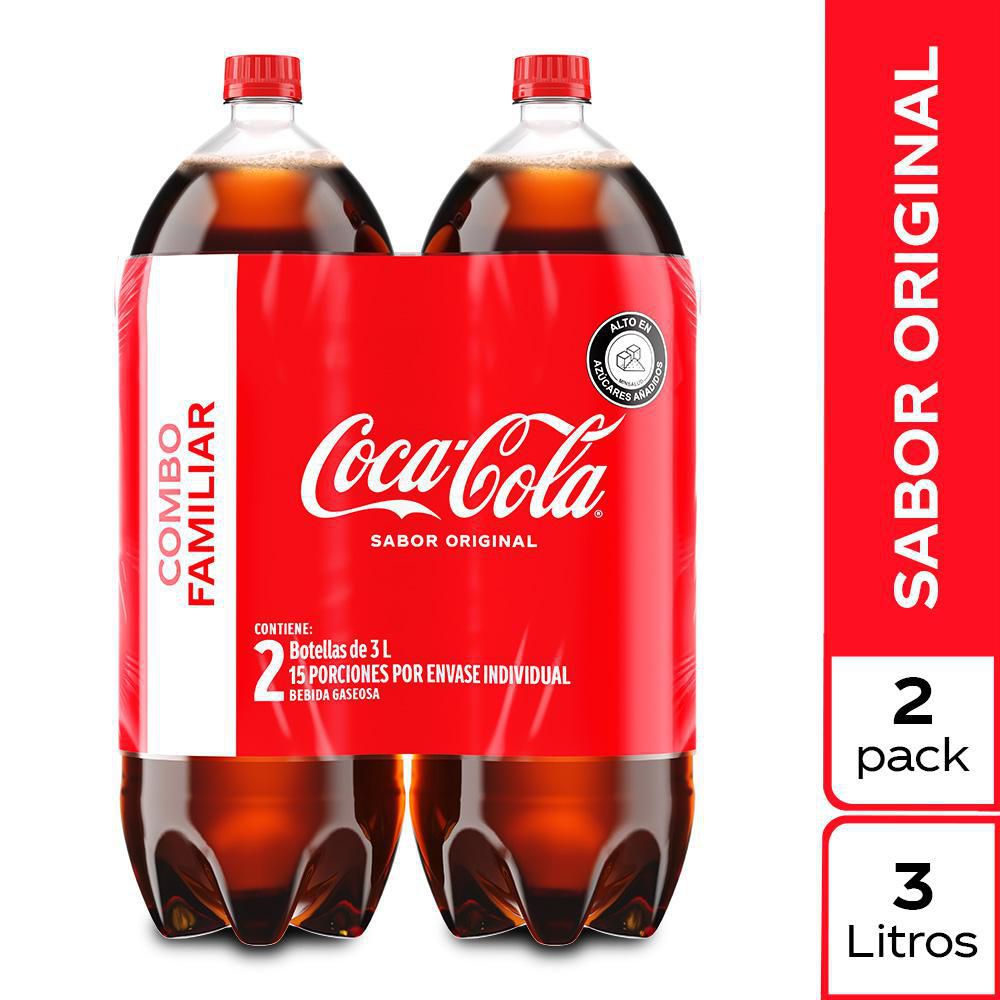 COMBO
FAMILIAR
ALTO EN
MINSALUD
AZÚCARES AÑADIDOS
Coca-Cola®
SABOR ORIGINAL
CONTIENE:
2 Botellas de 3 L
15 PORCIONES POR ENVASE INDIVIDUAL
BEBIDA GASEOSA
SABOR ORIGINAL
2
pack
3
Litros